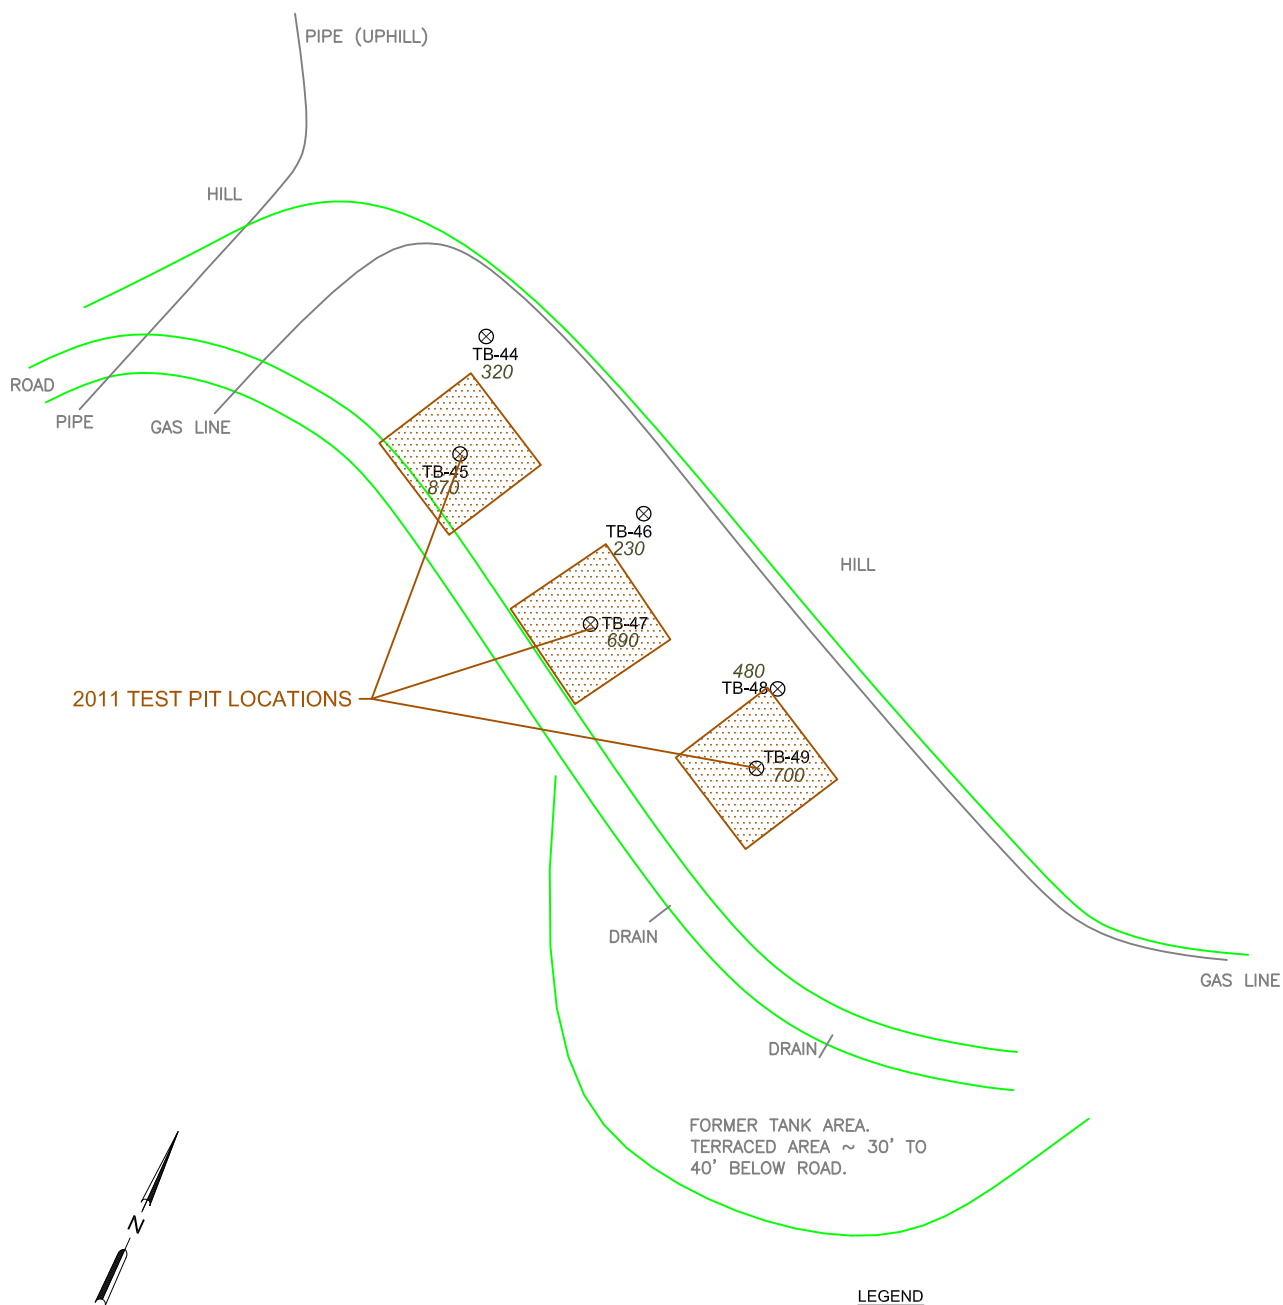 PIPE (UPHILL)
HILL
ROAD
PIPE
GAS LINE
TB-44
320
TB-45
870
TB-46
230
HILL
TB-47
690
480
TB-48
2011 TEST PIT LOCATIONS
TB-49
700
DRAIN
GAS LINE
DRAIN
FORMER TANK AREA.
TERRACED AREA ~ 30' TO
40' BELOW ROAD.
N
LEGEND